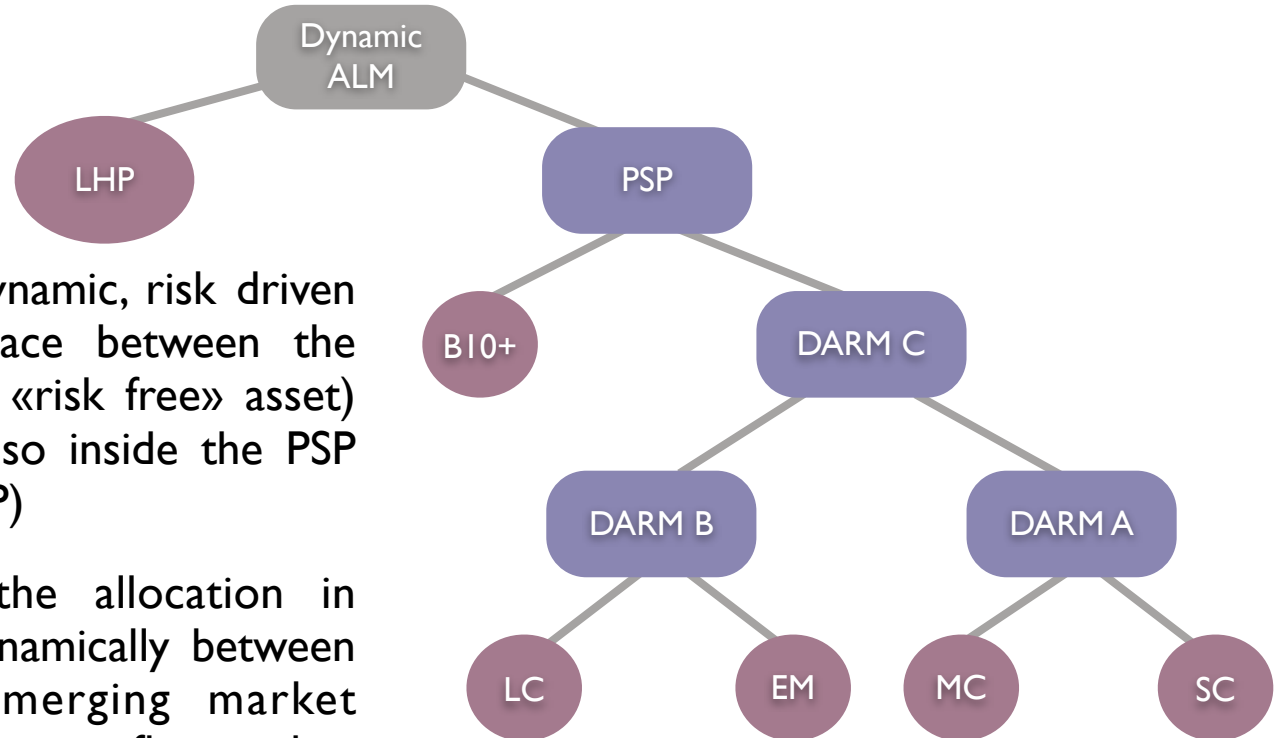 Dynamic
ALM
LHP
PSP
B10+
DARM C
DARM B
DARM A
LC
EM
MC
SC
ynamic, risk driven
ace between the
«risk free» asset)
so inside the PSP
P)
the allocation in
namically between
merging market